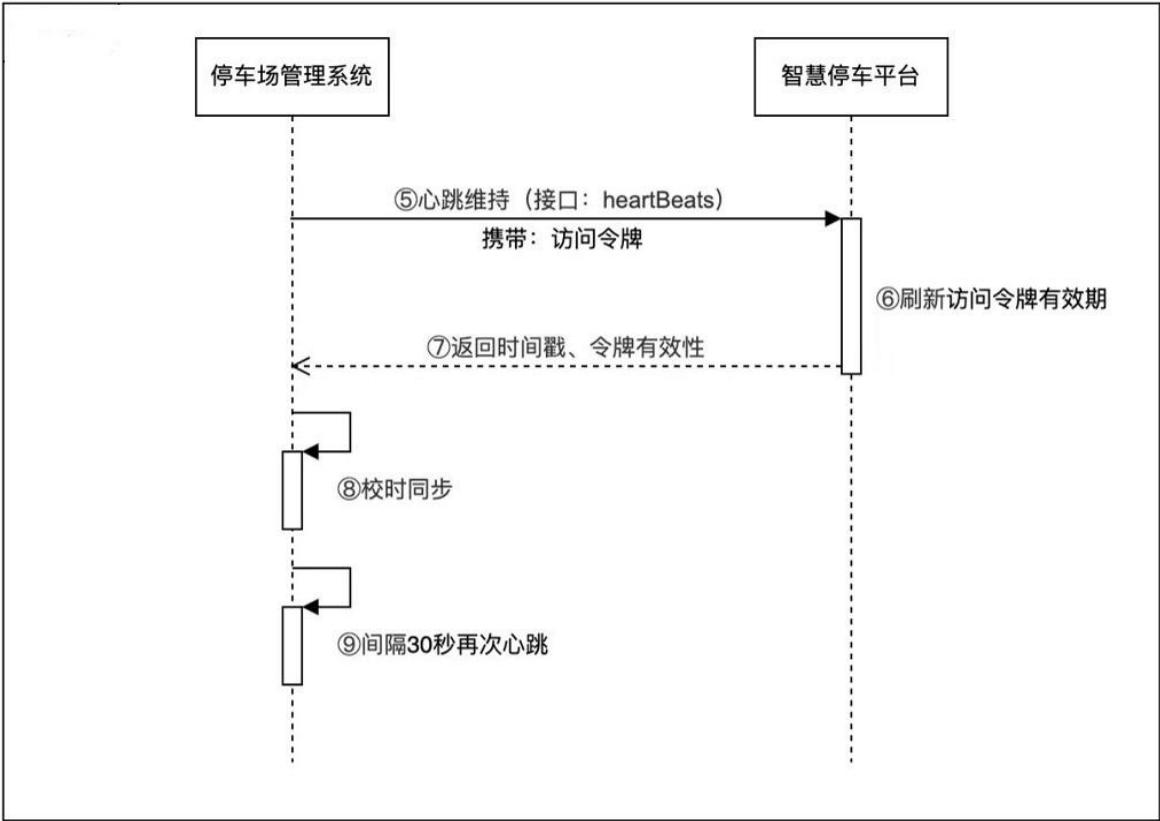 停车场管理系统
智慧停车平台
⑤心跳维持（接口：heartBeats）
携带：访问令牌
⑥刷新访问令牌有效期
⑦返回时间戳、令牌有效性
⑧校时同步
⑨间隔30秒再次心跳